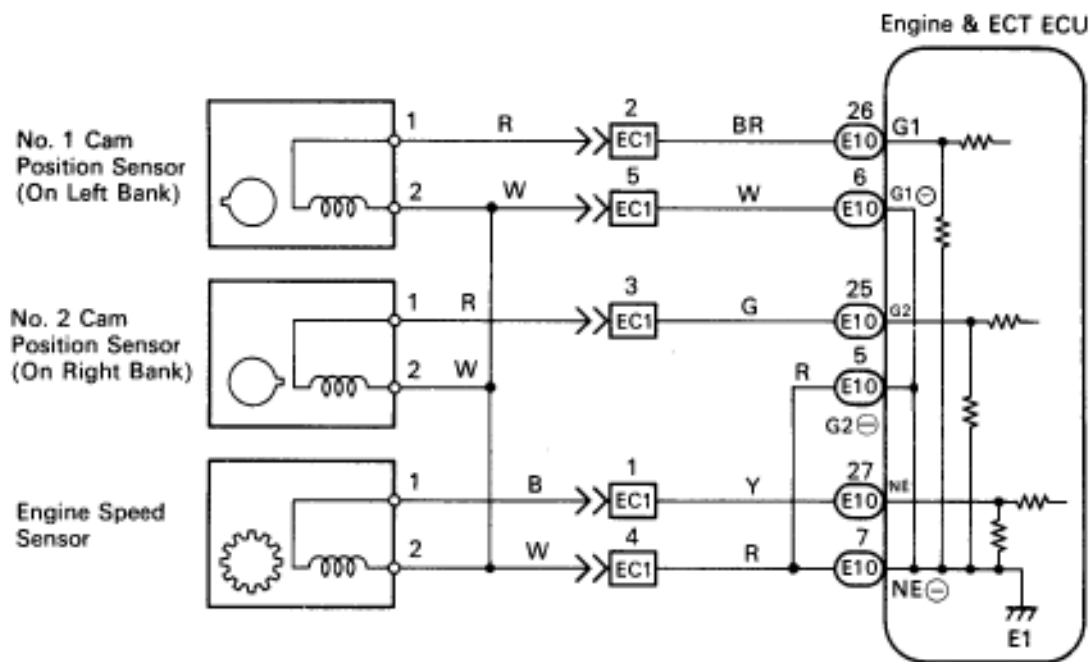 Engine & ECT ECU
No. 1 Cam
Position Sensor
(On Left Bank)
1 R 2 EC1 BR 26 E10 G1
2 W 5 EC1 W 6 E10 G1⊖
No. 2 Cam
Position Sensor
(On Right Bank)
1 R 3 EC1 G 25 E10 G2
2 W R 5 E10 G2⊖
Engine Speed
Sensor
1 B 1 EC1 Y 27 E10 NE
2 W 4 EC1 R 7 E10 NE⊖
E1